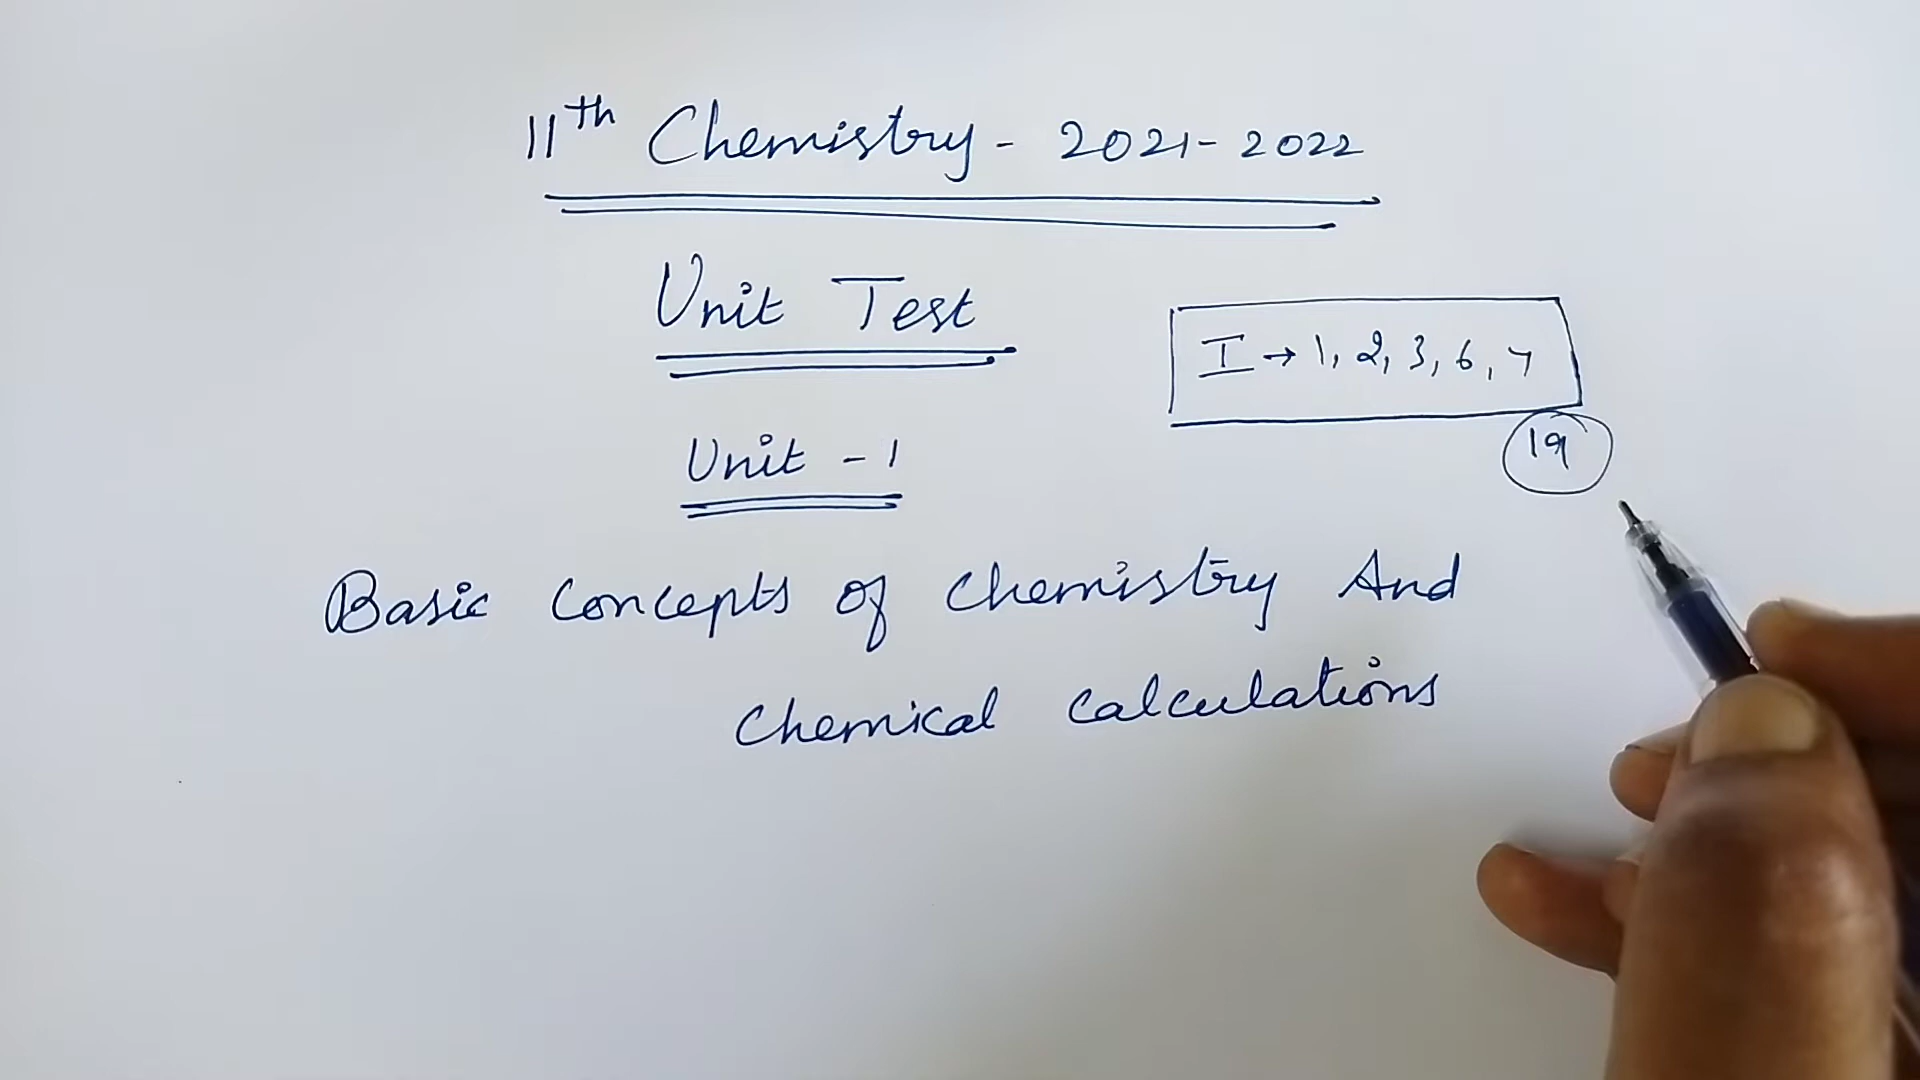 11th Chemistry - 2021-2022
Unit Test
I → 1, 2, 3, 6, 7
19
Unit - 1
Basic Concepts of Chemistry And
Chemical Calculations